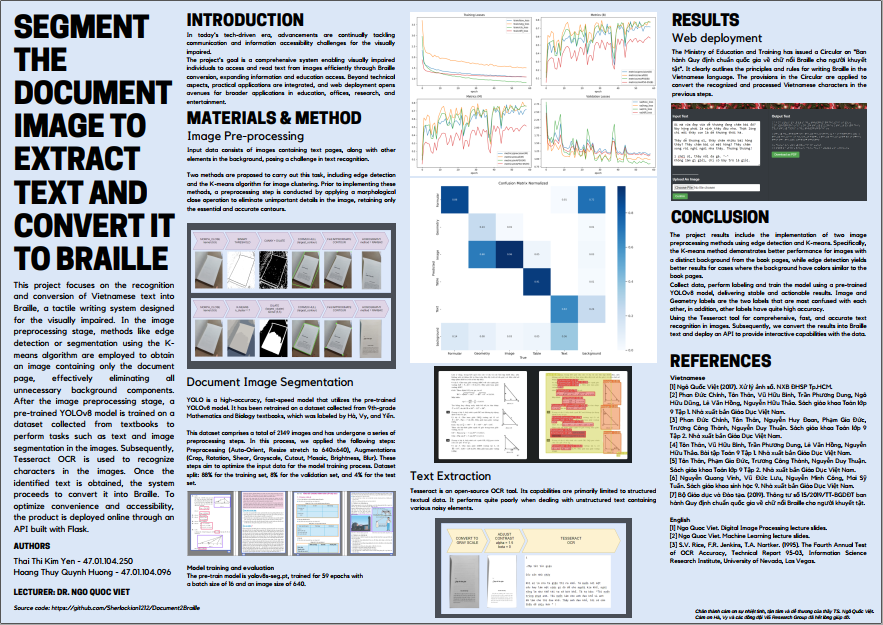 SEGMENT
THE
DOCUMENT
IMAGE TO
EXTRACT
TEXT AND
CONVERT IT
TO BRAILLE
This project focuses on the recognition
and conversion of Vietnamese text into
Braille, a tactile writing system designed
for the visually impaired. In the image
preprocessing stage, methods like edge
detection or segmentation using the K-
means algorithm are employed to obtain
an image containing only the document
page, effectively eliminating all
unnecessary background components.
After the image preprocessing stage, a
pre-trained YOLOv8 model is trained on a
dataset collected from textbooks to
perform tasks such as text and image
segmentation in the images. Subsequently,
Tesseract OCR is used to recognize
characters in the images. Once the
identified text is obtained, the system
proceeds to convert it into Braille. To
optimize convenience and accessibility,
the product is deployed online through an
API built with Flask.
AUTHORS
Thai Thi Kim Yen - 47.01.104.250
Hoang Thuy Quynh Huong - 47.01.104.096
LECTURER: DR. NGO QUOC VIET
Source code: https://github.com/Sherlockian1212/Document2Braille
INTRODUCTION
In today's tech-driven era, advancements are continually tackling
communication and information accessibility challenges for the visually
impaired.
The project's goal is a comprehensive system enabling visually impaired
individuals to access and read text from images efficiently through Braille
conversion, expanding information and education access. Beyond technical
aspects, practical applications are integrated, and web deployment opens
avenues for broader applications in education, offices, research, and
entertainment.
MATERIALS & METHOD
Image Pre-processing
Input data consists of images containing text pages, along with other
elements in the background, posing a challenge in text recognition.
Two methods are proposed to carry out this task, including edge detection
and the K-means algorithm for image clustering. Prior to implementing these
methods, a preprocessing step is conducted by applying a morphological
close operation to eliminate unimportant details in the image, retaining only
the essential and accurate contours.
Document Image Segmentation
YOLO is a high-accuracy, fast-speed model that utilizes the pre-trained
YOLOv8 model. It has been retrained on a dataset collected from 9th-grade
Mathematics and Biology textbooks, which was labeled by Hà, Vy, and Yến.
This dataset comprises a total of 2149 images and has undergone a series of
preprocessing steps. In this process, we applied the following steps:
Preprocessing (Auto-Orient, Resize stretch to 640x640), Augmentations
(Crop, Rotation, Shear, Grayscale, Cutout, Mosaic, Brightness, Blur). These
steps aim to optimize the input data for the model training process. Dataset
split: 88% for the training set, 8% for the validation set, and 4% for the test
set.
Model training and evaluation
The pre-train model is yolov8s-seg.pt, trained for 59 epochs with
a batch size of 16 and an image size of 640.
Training Losses
Metrics (B)
Metrics (M)
Validation Losses
Confusion Matrix Normalized
Predicted
Formulas
Geometry
Image
Table
Text
background
Formulas
Geometry
Image
Table
Text
background
True
Text Extraction
Tesseract is an open-source OCR tool. Its capabilities are primarily limited to structured
textual data. It performs quite poorly when dealing with unstructured text containing
various noisy elements.
CONVERT TO
GRAY SCALE
ADJUST
CONTRAST
TESSERACT
OCR
RESULTS
Web deployment
The Ministry of Education and Training has issued a Circular on "Ban
hành Quy định chuẩn quốc gia về chữ nổi Braille cho người khuyết
tật". It clearly outlines the principles and rules for writing Braille in the
Vietnamese language. The provisions in the Circular are applied to
convert the recognized and processed Vietnamese characters in the
previous steps.
Input Text
Output Text
Upload An Image
CONCLUSION
The project results include the implementation of two image
preprocessing methods using edge detection and K-means. Specifically,
the K-means method demonstrates better performance for images with
a distinct background from the book pages, while edge detection yields
better results for cases where the background have colors similar to the
book pages.
Collect data, perform labeling and train the model using a pre-trained
YOLOv8 model, delivering stable and actionable results. Image and
Geometry labels are the two labels that are most confused with each
other, in addition, other labels have quite high accuracy.
Using the Tesseract tool for comprehensive, fast, and accurate text
recognition in images. Subsequently, we convert the results into Braille
text and deploy an API to provide interactive capabilities with the data.
REFERENCES
Vietnamese
[1] Ngô Quốc Việt (2017). Xử lý ảnh số. NXB ĐHSP Tp.HCM.
[2] Phan Đức Chính, Tôn Thân, Vũ Hữu Bình, Trần Phương Dung, Ngô
Hữu Dũng, Lê Văn Hồng, Nguyễn Hữu Thảo. Sách giáo khoa Toán lớp
9 Tập 1. Nhà xuất bản Giáo Dục Việt Nam.
[3] Phan Đức Chính, Tôn Thân, Nguyễn Huy Đoan, Phạm Gia Đức,
Trương Công Thành, Nguyễn Duy Thuận. Sách giáo khoa Toán lớp 9
Tập 2. Nhà xuất bản Giáo Dục Việt Nam.
[4] Tôn Thân, Vũ Hữu Bình, Trần Phương Dung, Lê Văn Hồng, Nguyễn
Hữu Thảo. Bài tập Toán 9 Tập 1. Nhà xuất bản Giáo Dục Việt Nam.
[5] Tôn Thân, Phạm Gia Đức, Trương Công Thành, Nguyễn Duy Thuận.
Sách giáo khoa Toán lớp 9 Tập 2. Nhà xuất bản Giáo Dục Việt Nam.
[6] Nguyễn Quang Vinh, Vũ Đức Lưu, Nguyễn Minh Công, Mai Sỹ
Tuấn. Sách giáo khoa sinh học 9. Nhà xuất bản Giáo Dục Việt Nam.
[7] Bộ Giáo dục và Đào tạo. (2019). Thông tư số 15/2019/TT-BGDĐT ban
hành Quy định chuẩn quốc gia về chữ nổi Braille cho người khuyết tật.
English
[1] Ngo Quoc Viet. Digital Image Processing lecture slides.
[2] Ngo Quoc Viet. Machine Learning lecture slides.
[3] S.V. Rice, F.R. Jenkins, T.A. Nartker. (1995). The Fourth Annual Test
of OCR Accuracy, Technical Report 95-03, Information Science
Research Institute, University of Nevada, Las Vegas.
Chân thành cảm ơn sự nhiệt tình, tận tâm và dễ thương của thầy TS. Ngô Quốc Việt.
Cảm ơn Hà, Vy và các đồng đội ViS Research Group đã hết lòng giúp đỡ.